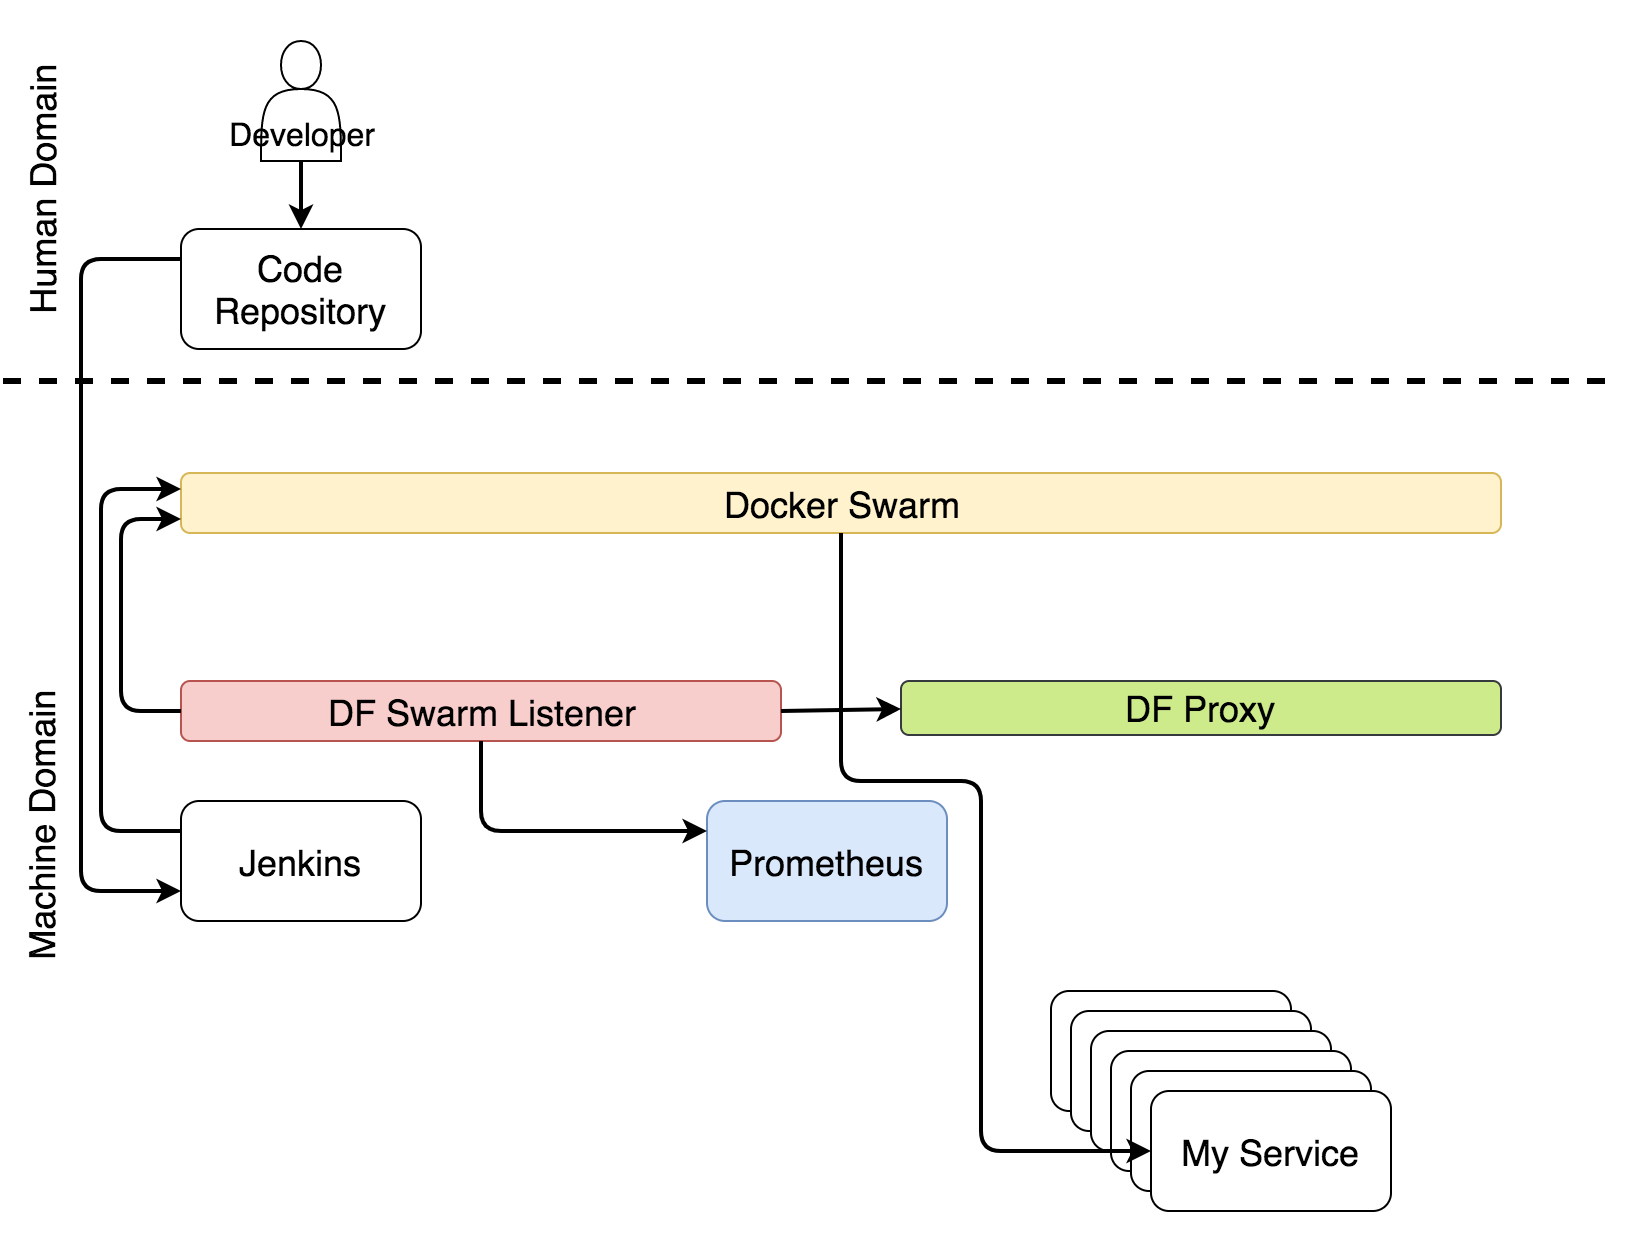 Human Domain
Developer
Code
Repository
Docker Swarm
DF Swarm Listener
DF Proxy
Machine Domain
Jenkins
Prometheus
My Service